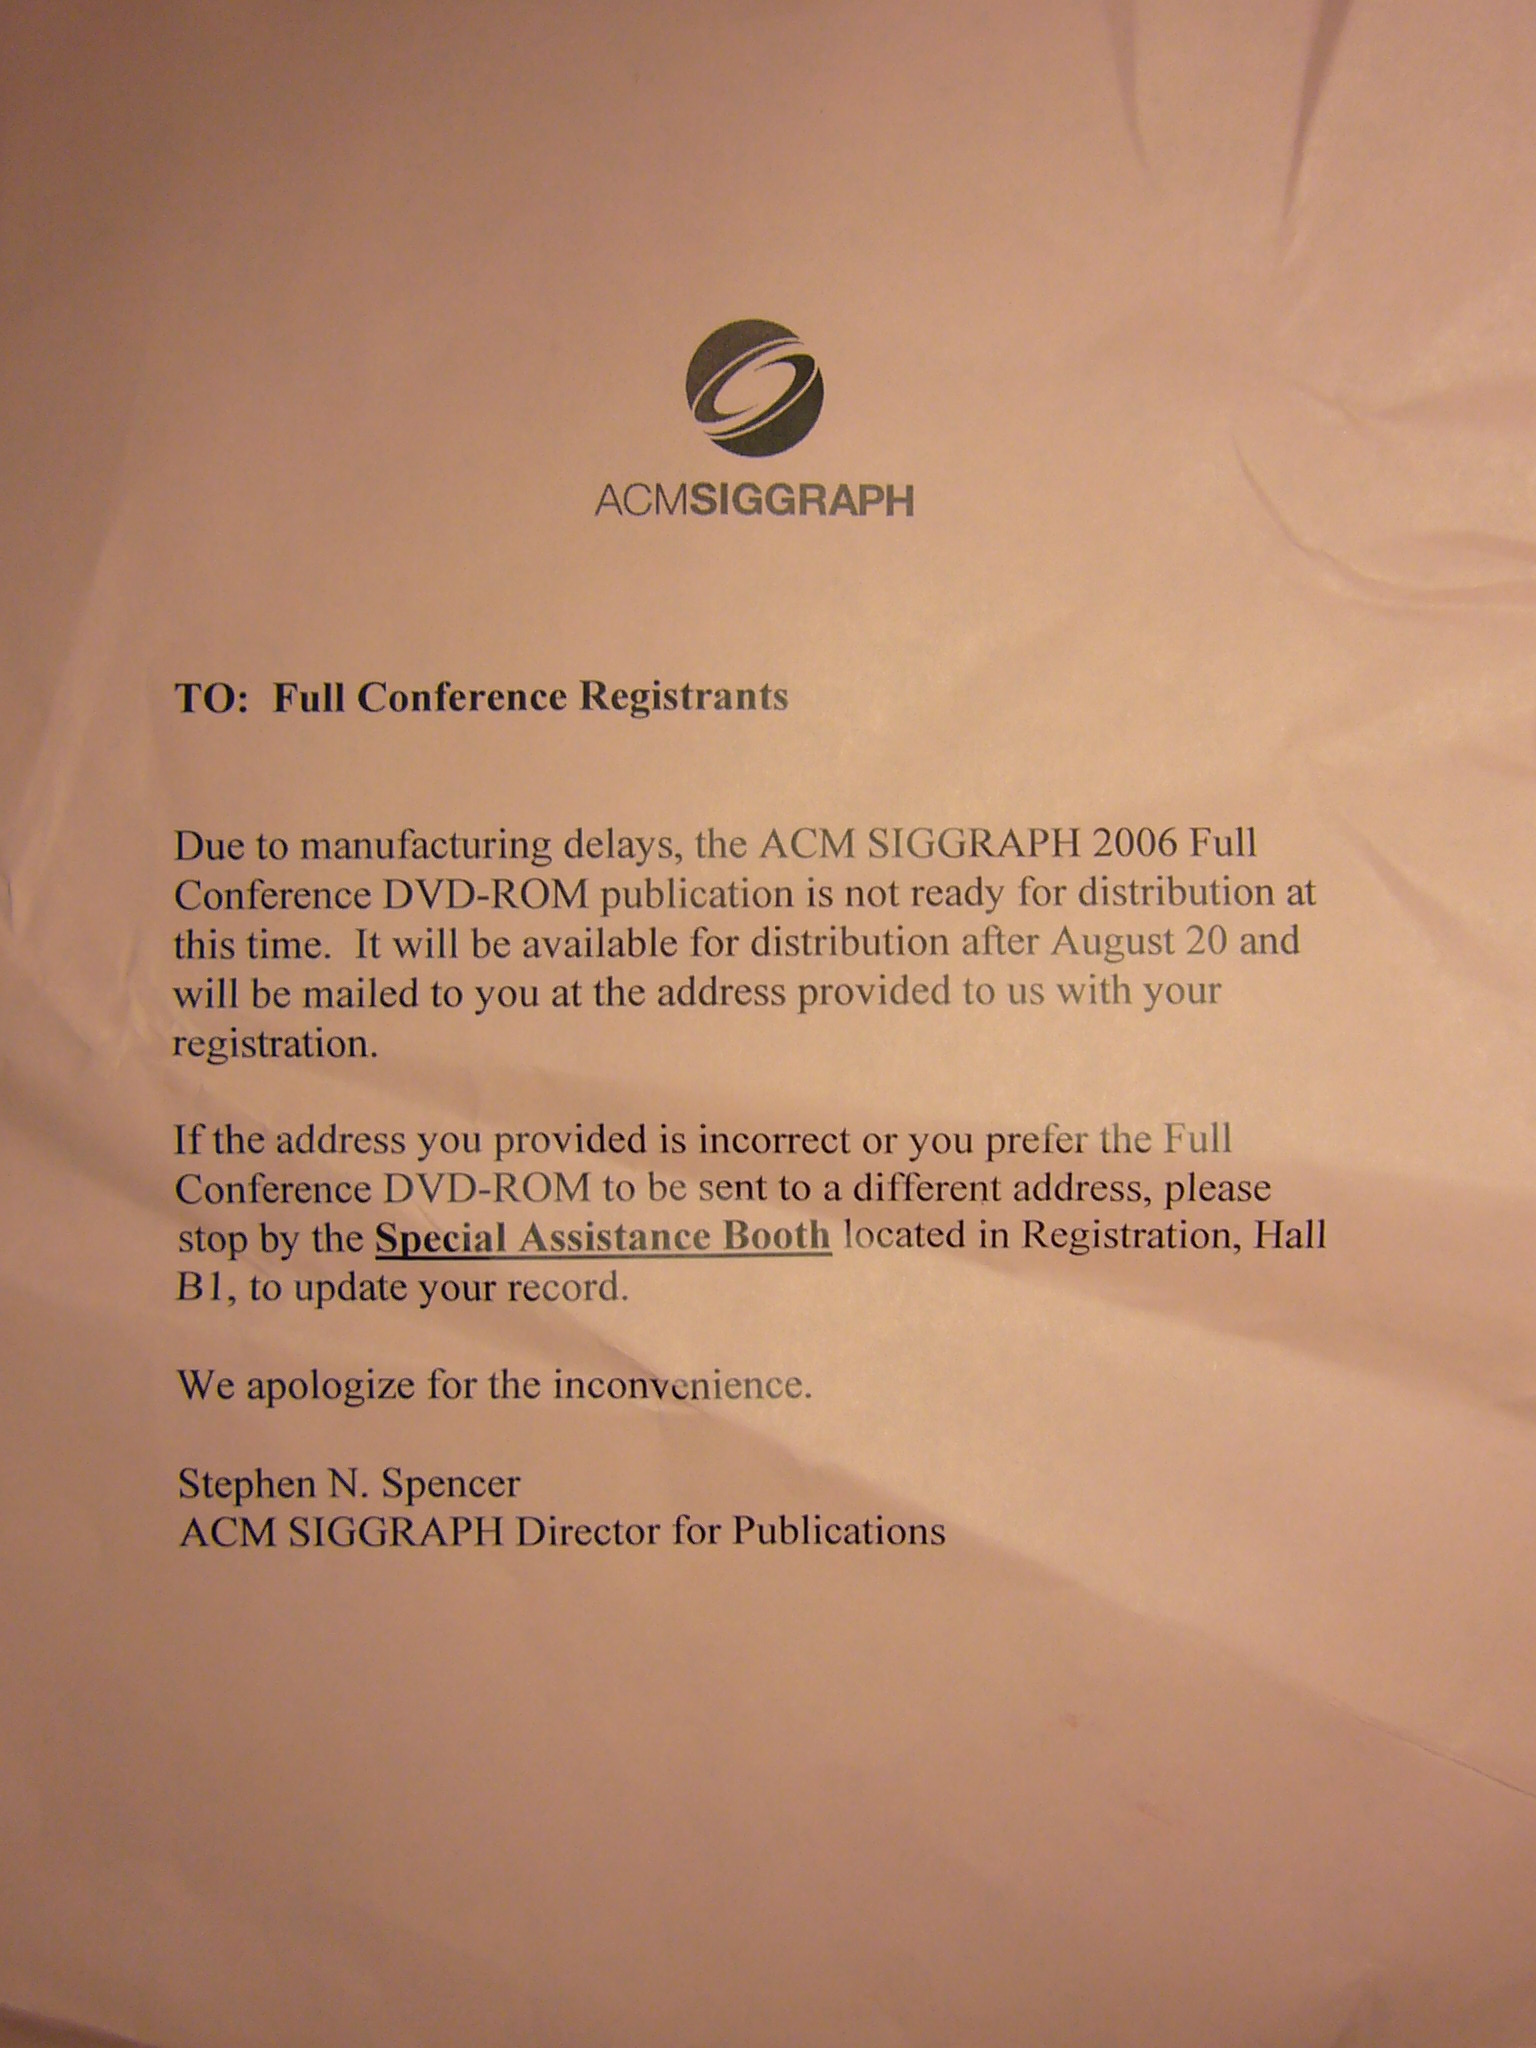 ACMSIGGRAPH
TO: Full Conference Registrants
Due to manufacturing delays, the ACM SIGGRAPH 2006 Full
Conference DVD-ROM publication is not ready for distribution at
this time. It will be available for distribution after August 20 and
will be mailed to you at the address provided to us with your
registration.
If the address you provided is incorrect or you prefer the Full
Conference DVD-ROM to be sent to a different address, please
stop by the Special Assistance Booth located in Registration, Hall
B1, to update your record.
We apologize for the inconvenience.
Stephen N. Spencer
ACM SIGGRAPH Director for Publications